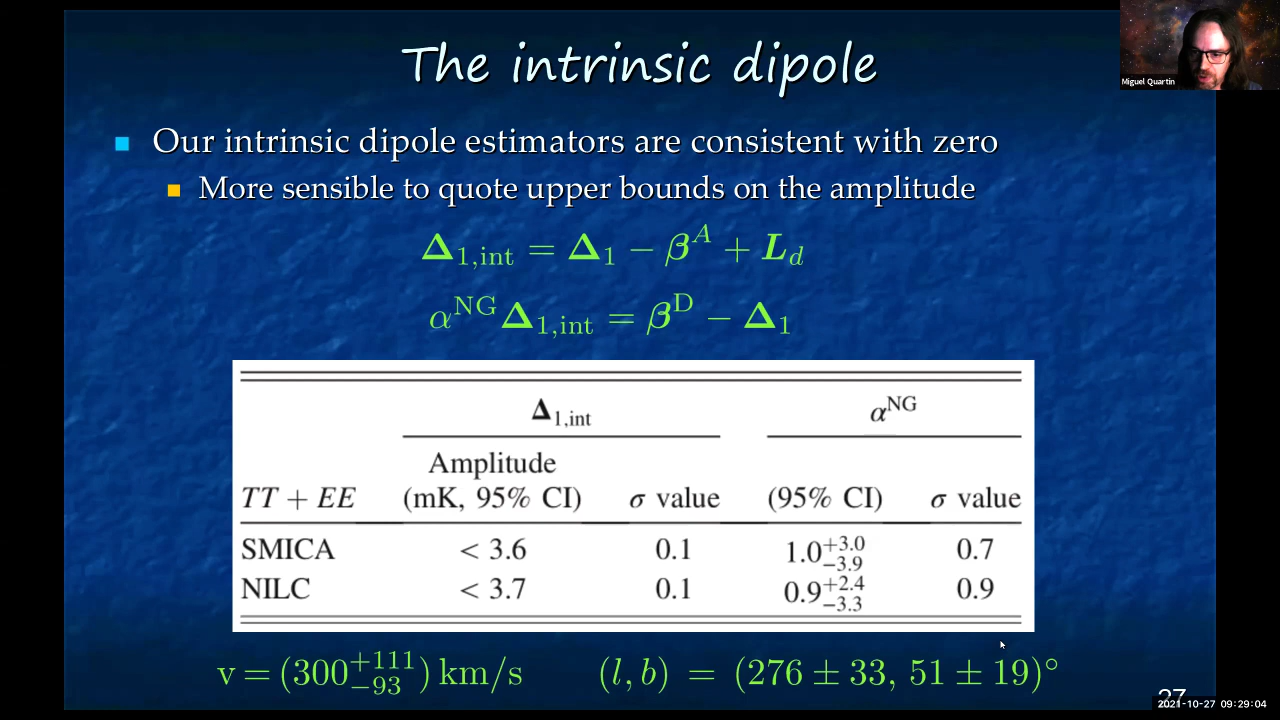 The intrinsic dipole
Miguel Quartin
Our intrinsic dipole estimators are consistent with zero
More sensible to quote upper bounds on the amplitude
Δ₁,int = Δ₁ − β^A + L_d
α^NG Δ₁,int = β^D − Δ₁
Δ₁,int α^NG
Amplitude
TT + EE (mK, 95% CI) σ value (95% CI) σ value
SMICA < 3.6 0.1 1.0 +3.0 −3.9 0.7
NILC < 3.7 0.1 0.9 +2.4 −3.3 0.9
v = (300 +111 −93) km/s (l, b) = (276 ± 33, 51 ± 19)°
27
2021-10-27 09:29:04